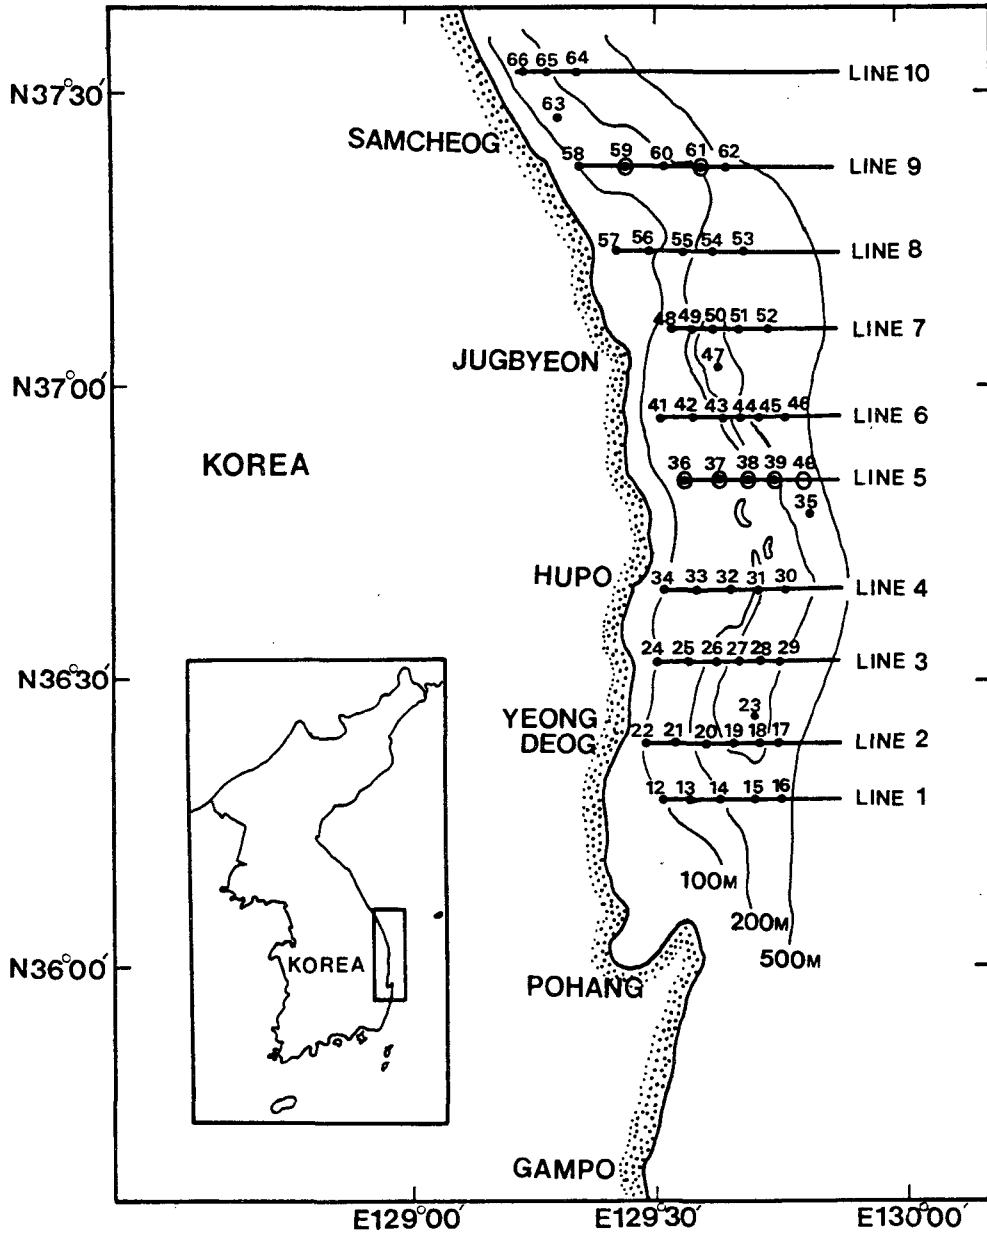 66 65 64
LINE 10
N37°30′
63
SAMCHEOG
58 59 60 61 62
LINE 9
57 56 55 54 53
LINE 8
48 49 50 51 52
LINE 7
47
JUGBYEON
N37°00′
41 42 43 44 45 46
LINE 6
KOREA
36 37 38 39 40
LINE 5
35
HUPO
34 33 32 31 30
LINE 4
24 25 26 27 28 29
LINE 3
N36°30′
23
YEONG
DEOG
22 21 20 19 18 17
LINE 2
12 13 14 15 16
LINE 1
100M
200M
500M
KOREA
N36°00′
POHANG
GAMPO
E129°00′
E129°30′
E130°00′